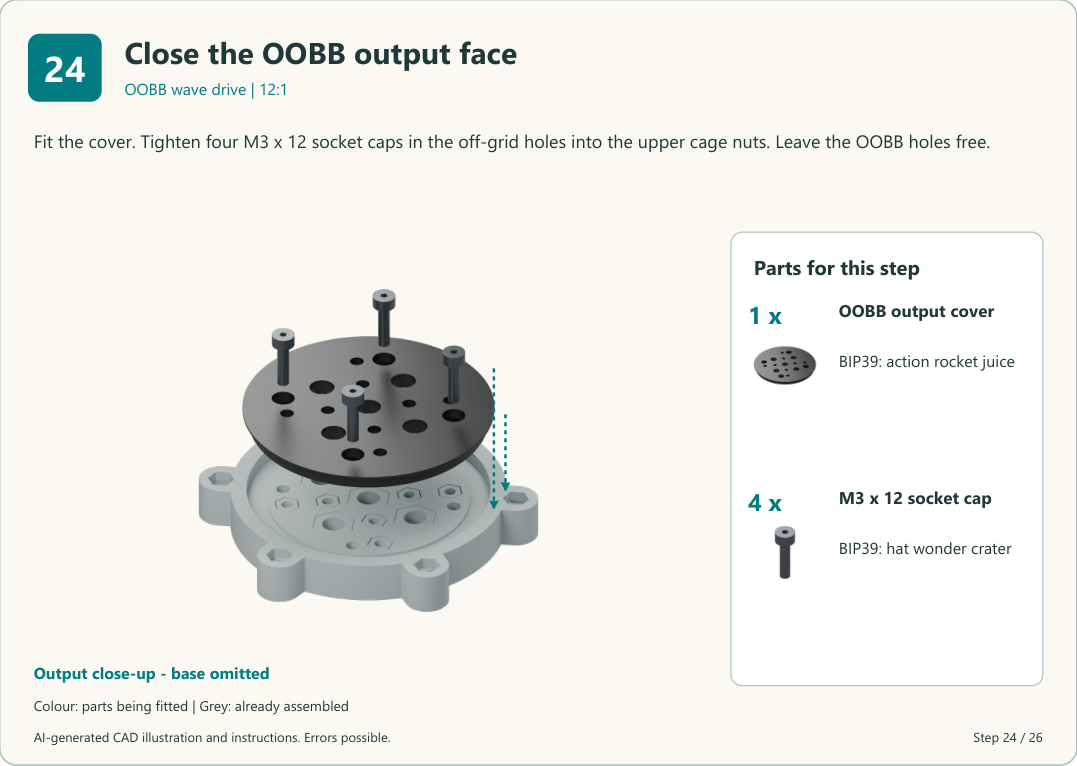 24
Close the OOBB output face
OOBB wave drive | 12:1
Fit the cover. Tighten four M3 x 12 socket caps in the off-grid holes into the upper cage nuts. Leave the OOBB holes free.
Parts for this step
1 x
OOBB output cover
BIP39: action rocket juice
4 x
M3 x 12 socket cap
BIP39: hat wonder crater
Output close-up - base omitted
Colour: parts being fitted | Grey: already assembled
AI-generated CAD illustration and instructions. Errors possible.
Step 24 / 26